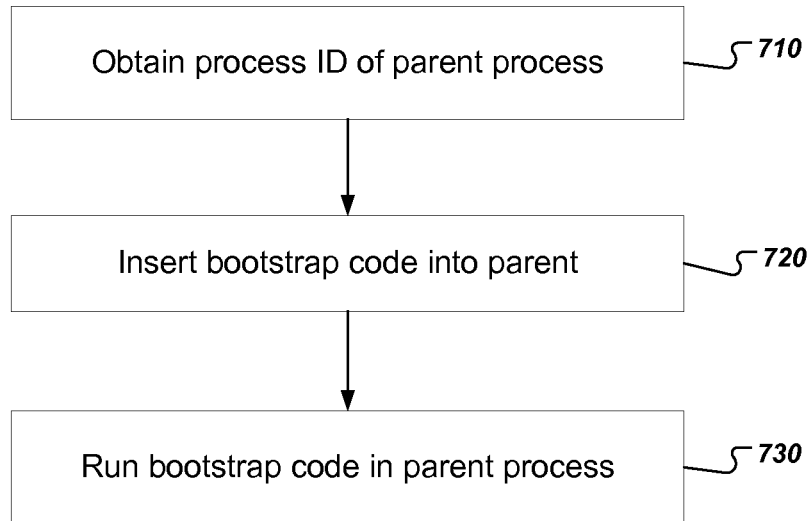 Obtain process ID of parent process
710
Insert bootstrap code into parent
720
Run bootstrap code in parent process
730